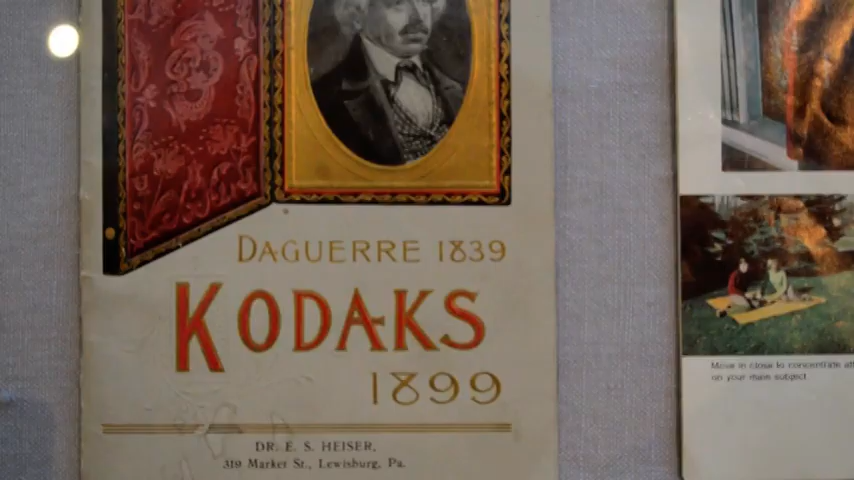 DAGUERRE 1839
KODAKS
1899
DR. E. S. HEISER,
319 Market St., Lewisburg, Pa.
Move in close to concentrate
on your main subject